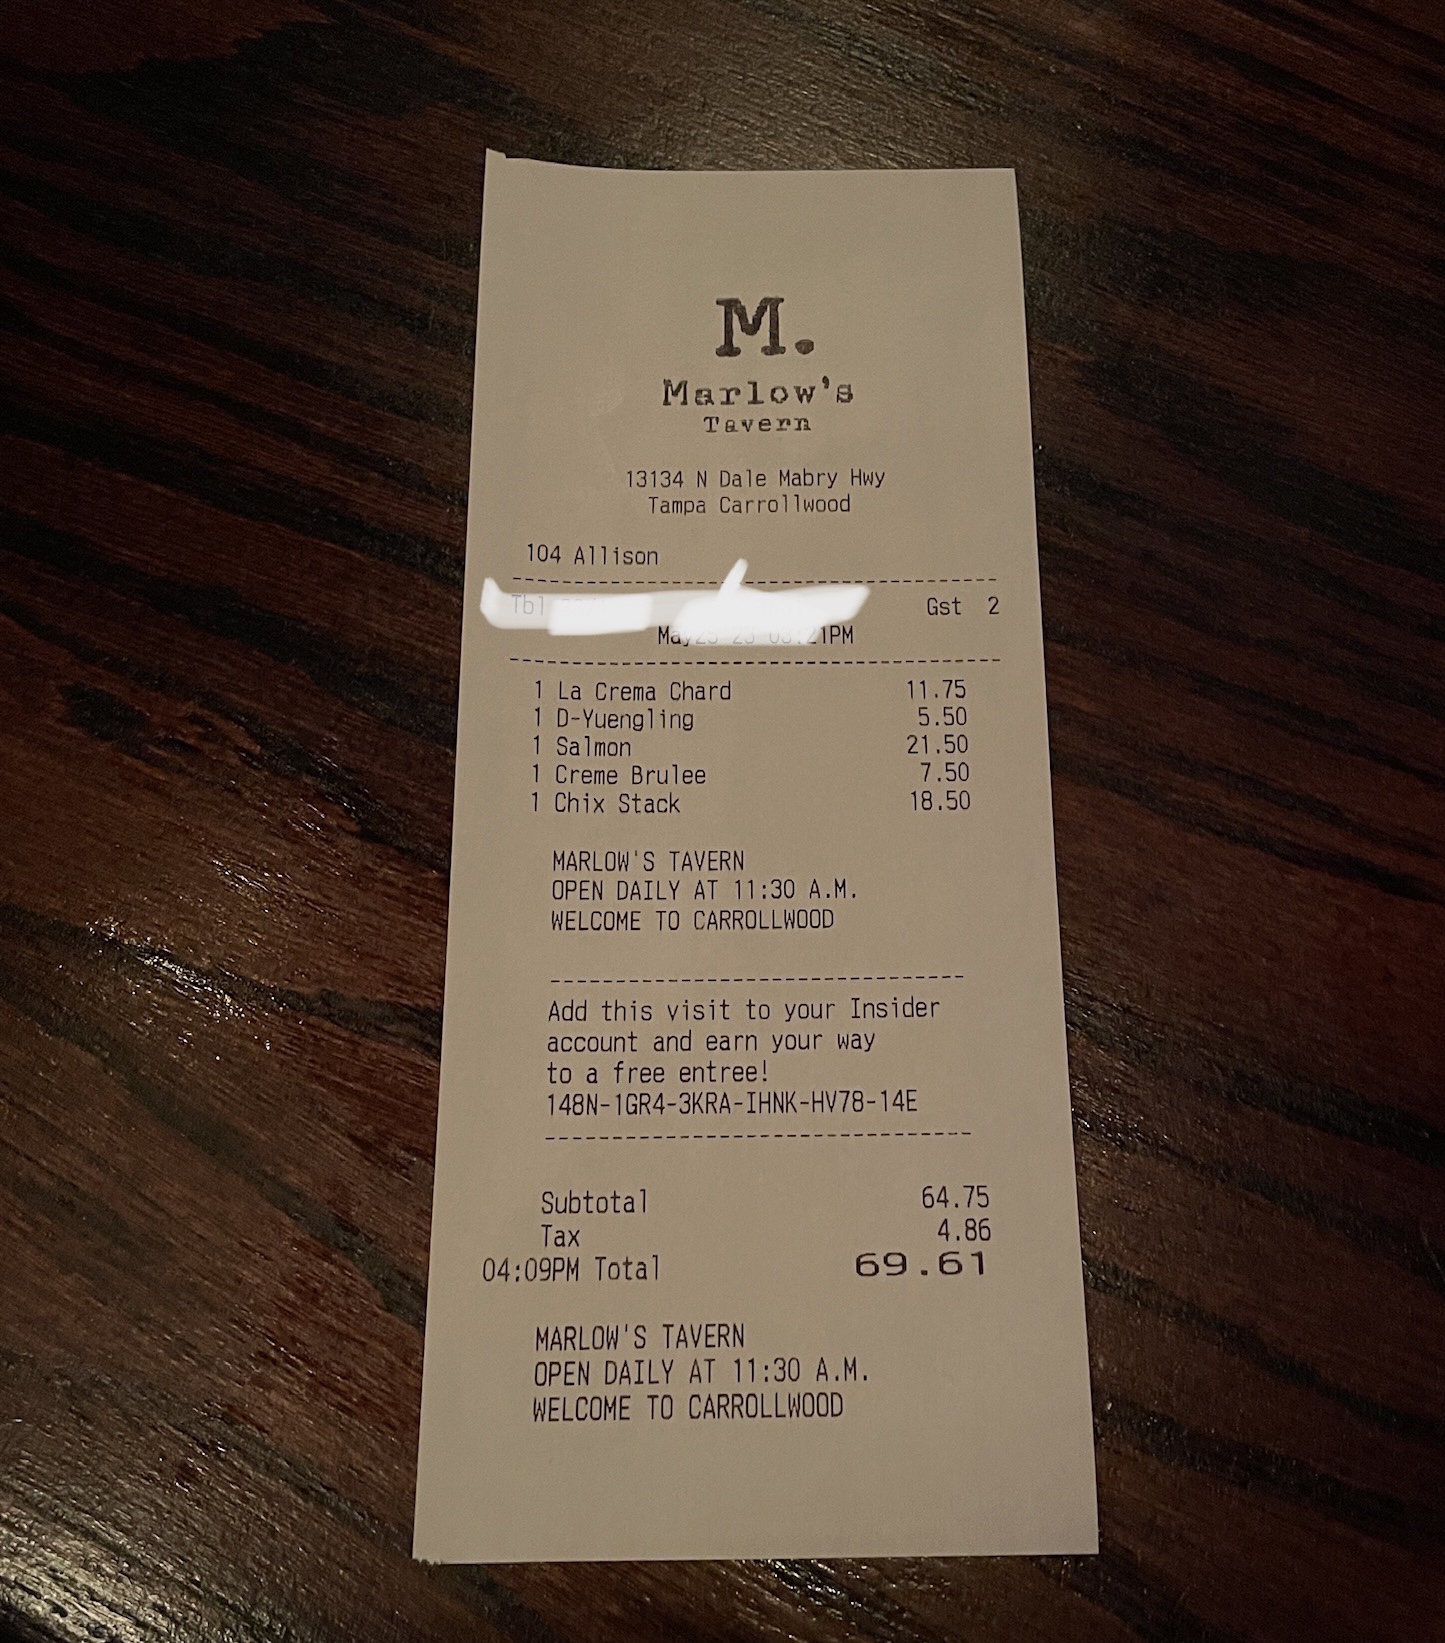 M.
Marlow's
Tavern
13134 N Dale Mabry Hwy
Tampa Carrollwood
104 Allison
Tbl Gst 2
21PM
1 La Crema Chard 11.75
1 D-Yuengling 5.50
1 Salmon 21.50
1 Creme Brulee 7.50
1 Chix Stack 18.50
MARLOW'S TAVERN
OPEN DAILY AT 11:30 A.M.
WELCOME TO CARROLLWOOD
Add this visit to your Insider
account and earn your way
to a free entree!
148N-1GR4-3KRA-IHNK-HV78-14E
Subtotal 64.75
Tax 4.86
04:09PM Total 69.61
MARLOW'S TAVERN
OPEN DAILY AT 11:30 A.M.
WELCOME TO CARROLLWOOD